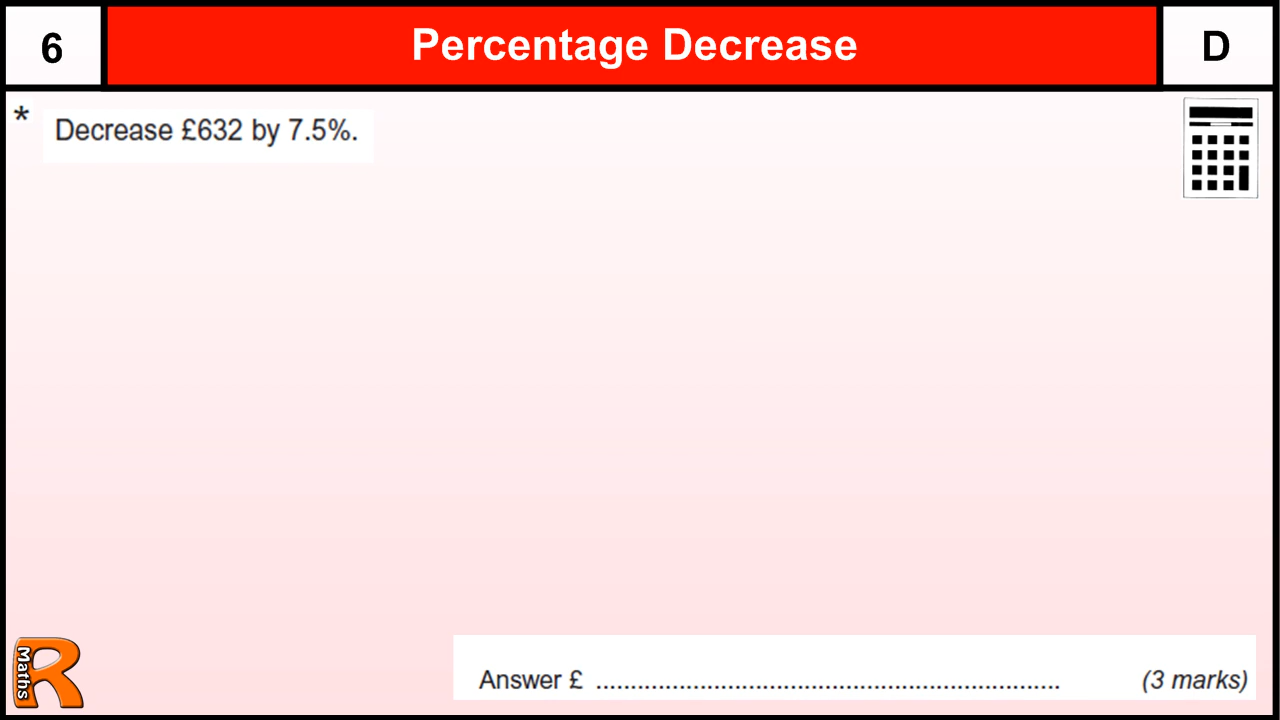 6
Percentage Decrease
D
* Decrease £632 by 7.5%.
Answer £ ...................................................................
(3 marks)
R Maths